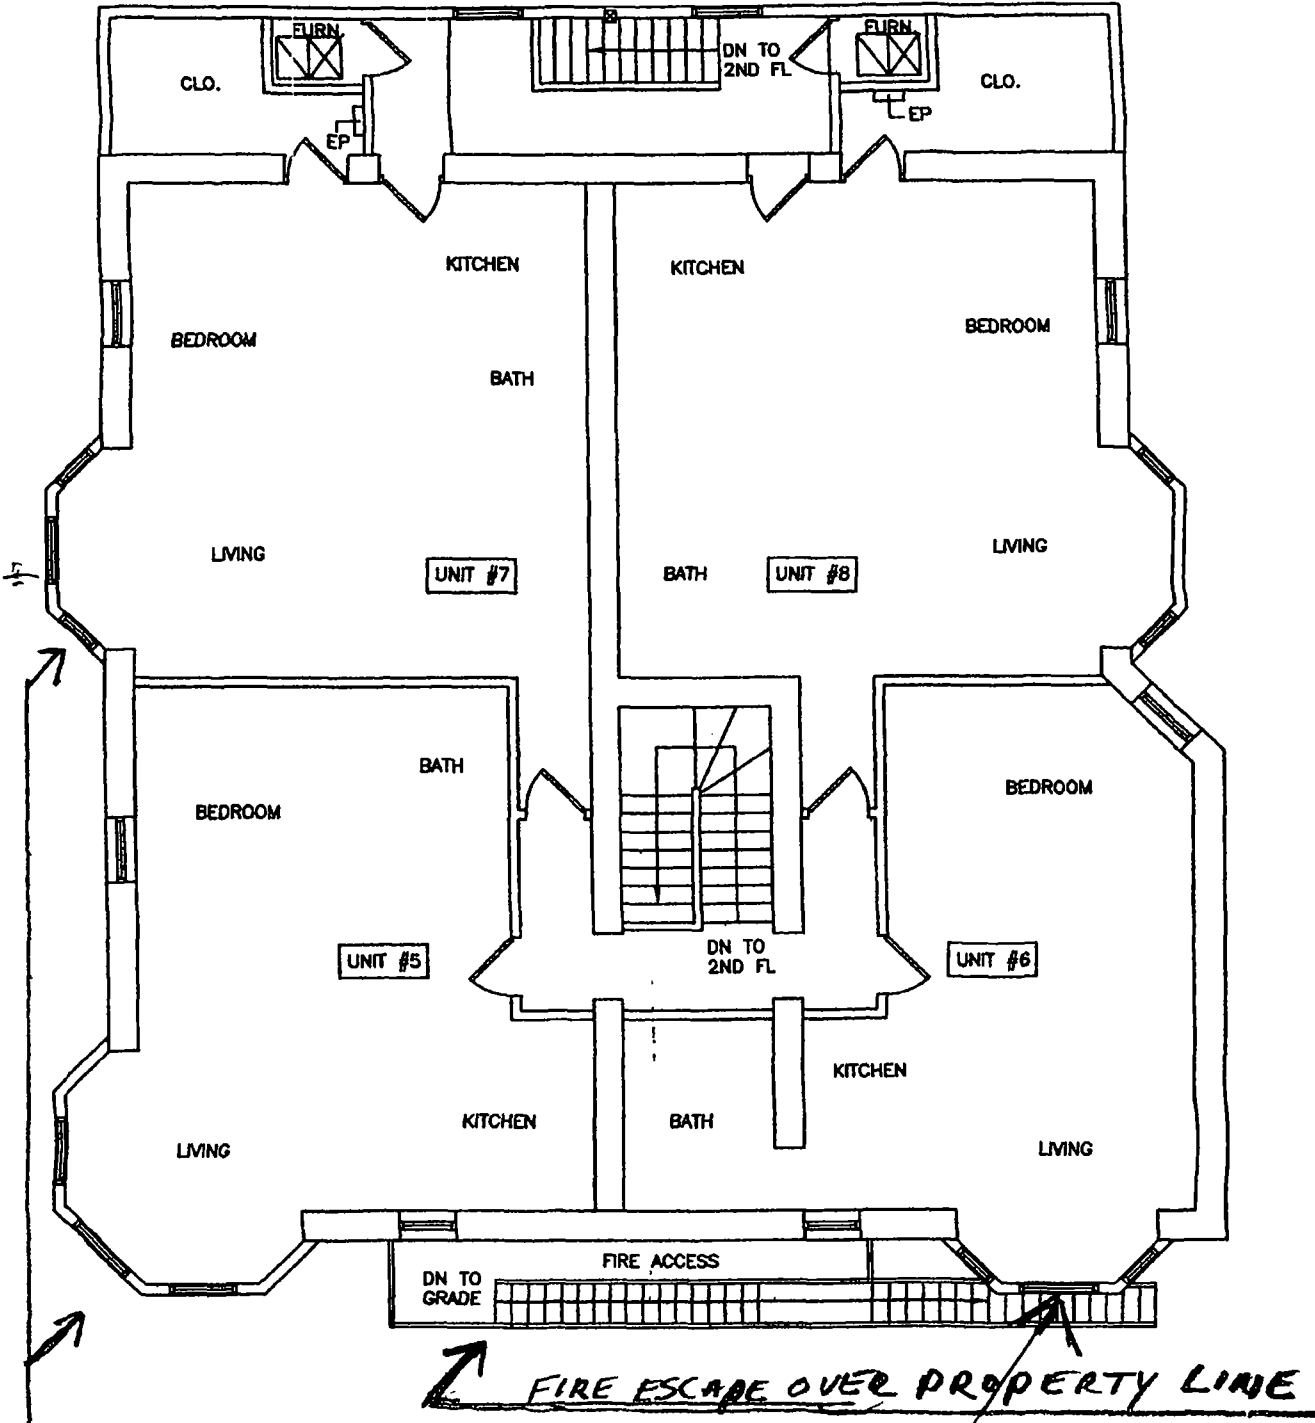 FURN.
FURN.
CLO.
DN TO
2ND FL
CLO.
EP
EP
KITCHEN
KITCHEN
BEDROOM
BEDROOM
BATH
LIVING
UNIT #7
BATH
UNIT #8
LIVING
BATH
BEDROOM
BEDROOM
UNIT #5
DN TO
2ND FL
UNIT #6
KITCHEN
KITCHEN
BATH
LIVING
LIVING
FIRE ACCESS
DN TO
GRADE
FIRE ESCAPE OVER PROPERTY LINE